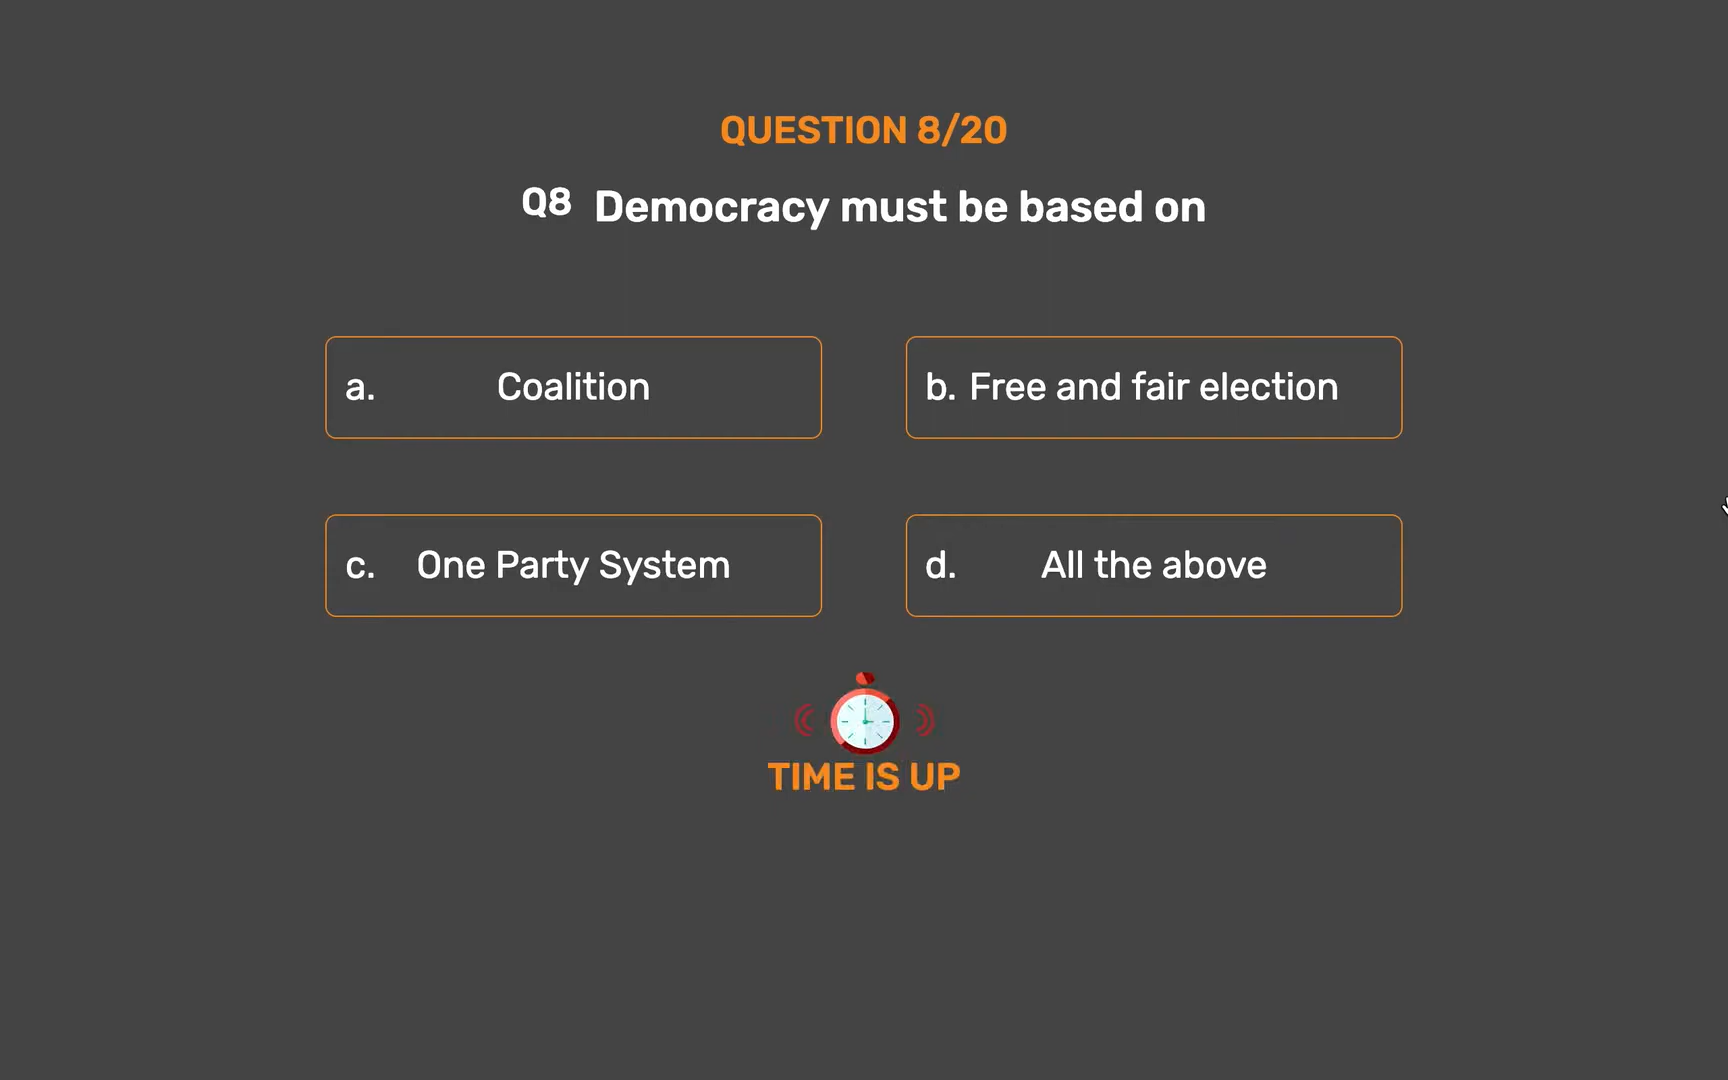 QUESTION 8/20
Q8 Democracy must be based on
a. Coalition
b. Free and fair election
c. One Party System
d. All the above
TIME IS UP